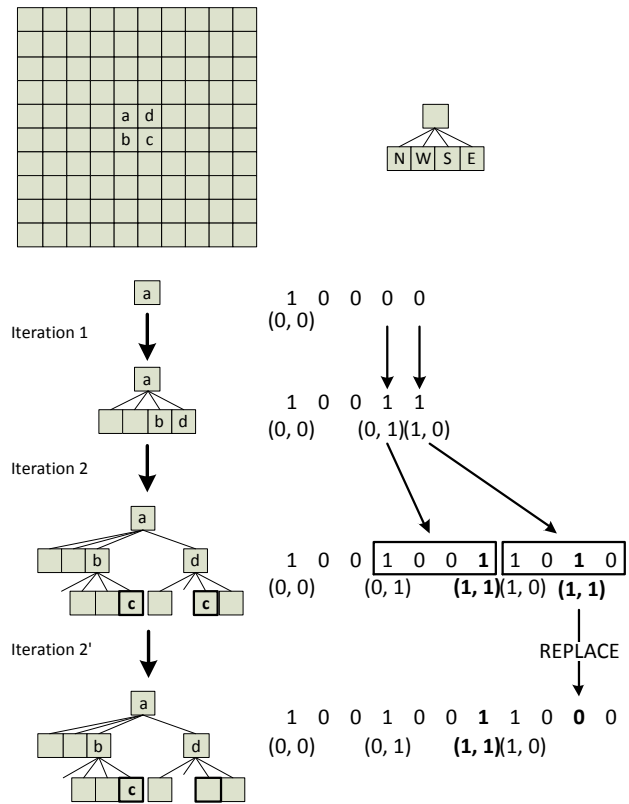 a d
b c
N W S E
a
1 0 0 0 0
(0, 0)
Iteration 1
a
b d
1 0 0 1 1
(0, 0) (0, 1)(1, 0)
Iteration 2
a
b d
c c
1 0 0 1 0 0 1 1 0 1 0
(0, 0) (0, 1) (1, 1)(1, 0) (1, 1)
Iteration 2'
REPLACE
a
b d
c
1 0 0 1 0 0 1 1 0 0 0
(0, 0) (0, 1) (1, 1)(1, 0)